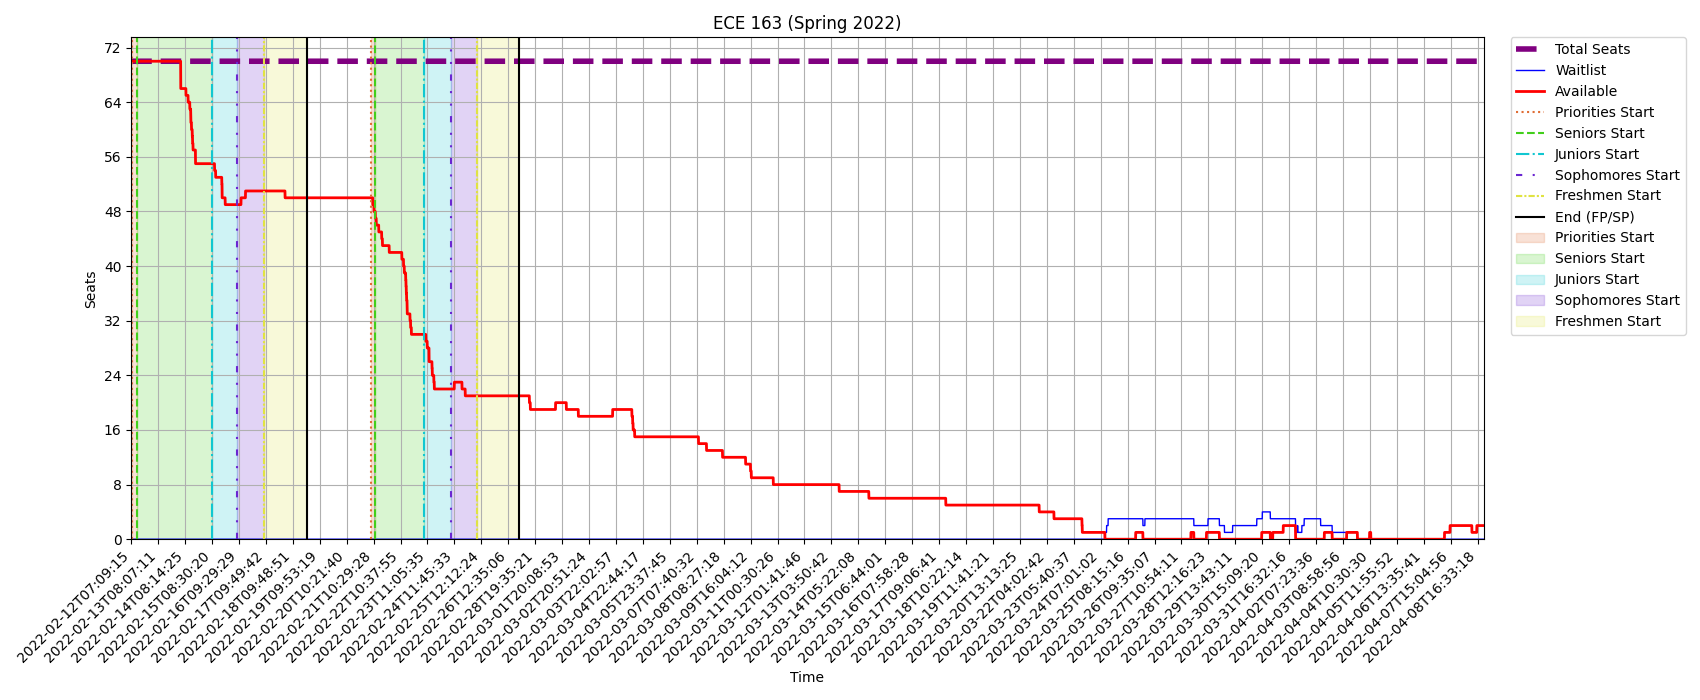 ECE 163 (Spring 2022)
72
64
56
48
40
32
24
16
8
0
Seats
2022-02-12T07:09:15
2022-02-13T08:07:11
2022-02-14T08:14:25
2022-02-15T08:30:20
2022-02-16T09:29:29
2022-02-17T09:49:42
2022-02-18T09:48:51
2022-02-19T09:53:19
2022-02-20T10:21:40
2022-02-21T10:29:28
2022-02-22T10:37:55
2022-02-23T11:05:35
2022-02-24T11:45:33
2022-02-25T12:12:24
2022-02-26T12:35:06
2022-02-28T19:35:21
2022-03-01T20:08:53
2022-03-02T20:51:24
2022-03-03T22:02:57
2022-03-04T22:44:17
2022-03-05T23:37:45
2022-03-07T07:40:32
2022-03-08T08:27:18
2022-03-09T16:04:12
2022-03-11T00:30:26
2022-03-12T01:41:46
2022-03-13T03:50:42
2022-03-14T05:22:08
2022-03-15T06:44:01
2022-03-16T07:58:28
2022-03-17T09:06:41
2022-03-18T10:22:14
2022-03-19T11:41:21
2022-03-20T13:13:25
2022-03-22T04:02:42
2022-03-23T05:40:37
2022-03-24T07:01:02
2022-03-25T08:15:16
2022-03-26T09:35:07
2022-03-27T10:54:11
2022-03-28T12:16:23
2022-03-29T13:43:11
2022-03-30T15:09:20
2022-03-31T16:32:16
2022-04-02T07:23:36
2022-04-03T08:58:56
2022-04-04T10:30:30
2022-04-05T11:55:52
2022-04-06T13:35:41
2022-04-07T15:04:56
2022-04-08T16:33:18
Time
Total Seats
Waitlist
Available
Priorities Start
Seniors Start
Juniors Start
Sophomores Start
Freshmen Start
End (FP/SP)
Priorities Start
Seniors Start
Juniors Start
Sophomores Start
Freshmen Start